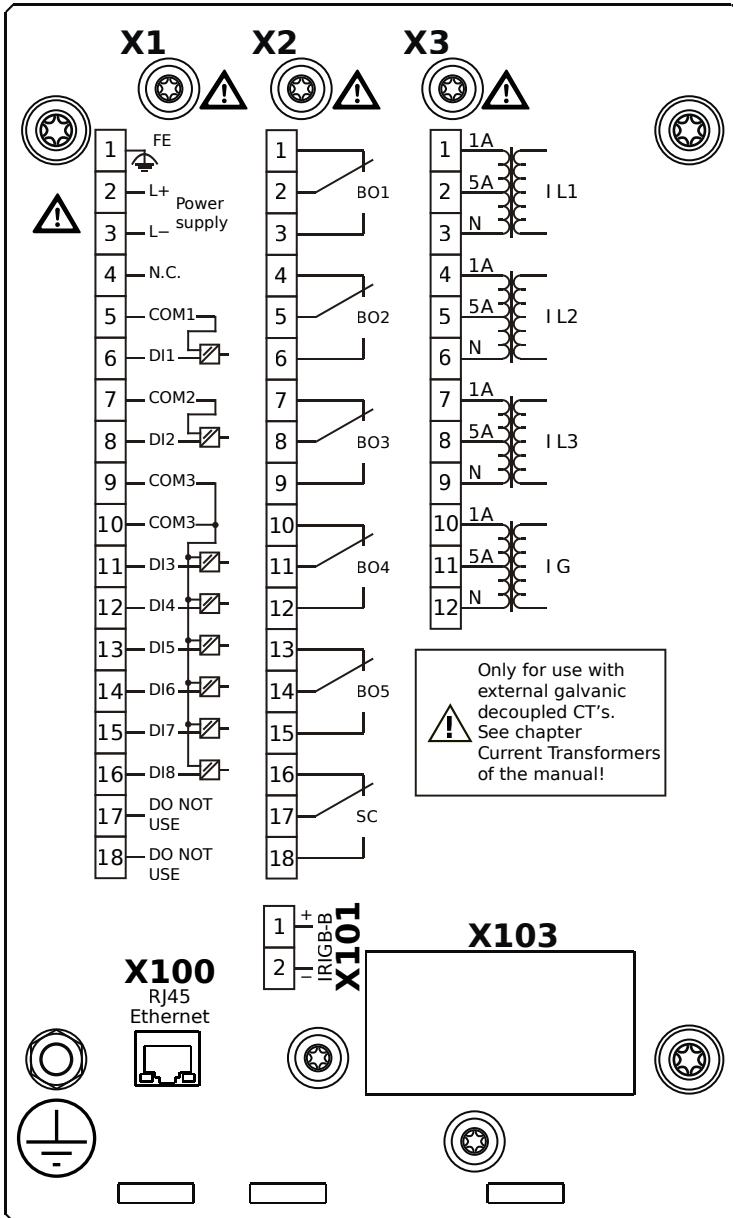 X1
X2
X3
1
FE
2
L+
Power
supply
3
L−
4
N.C.
5
COM1
6
DI1
7
COM2
8
DI2
9
COM3
10
COM3
11
DI3
12
DI4
13
DI5
14
DI6
15
DI7
16
DI8
17
DO NOT
USE
18
DO NOT
USE
1
2
BO1
3
4
5
BO2
6
7
8
BO3
9
10
11
BO4
12
13
14
BO5
15
16
17
SC
18
1
1A
2
5A
I L1
3
N
4
1A
5
5A
I L2
6
N
7
1A
8
5A
I L3
9
N
10
1A
11
5A
I G
12
N
Only for use with
external galvanic
decoupled CT's.
See chapter
Current Transformers
of the manual!
1
+
2
−
IRIGB-B
X101
X103
X100
RJ45
Ethernet